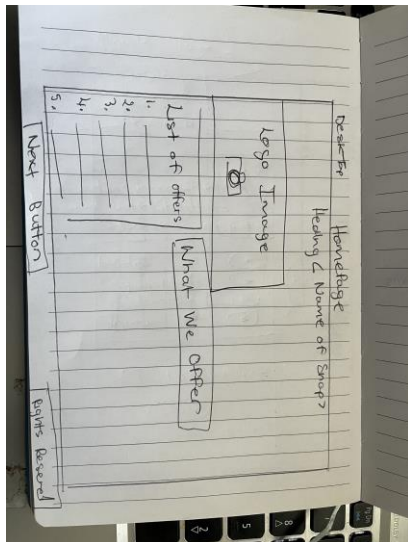 Desktop
Homepage
Heding ( Name of Shop>
Logo Image
What We Offer
List of offers
1.
2.
3.
4.
5.
Next Button
Rights Reserved